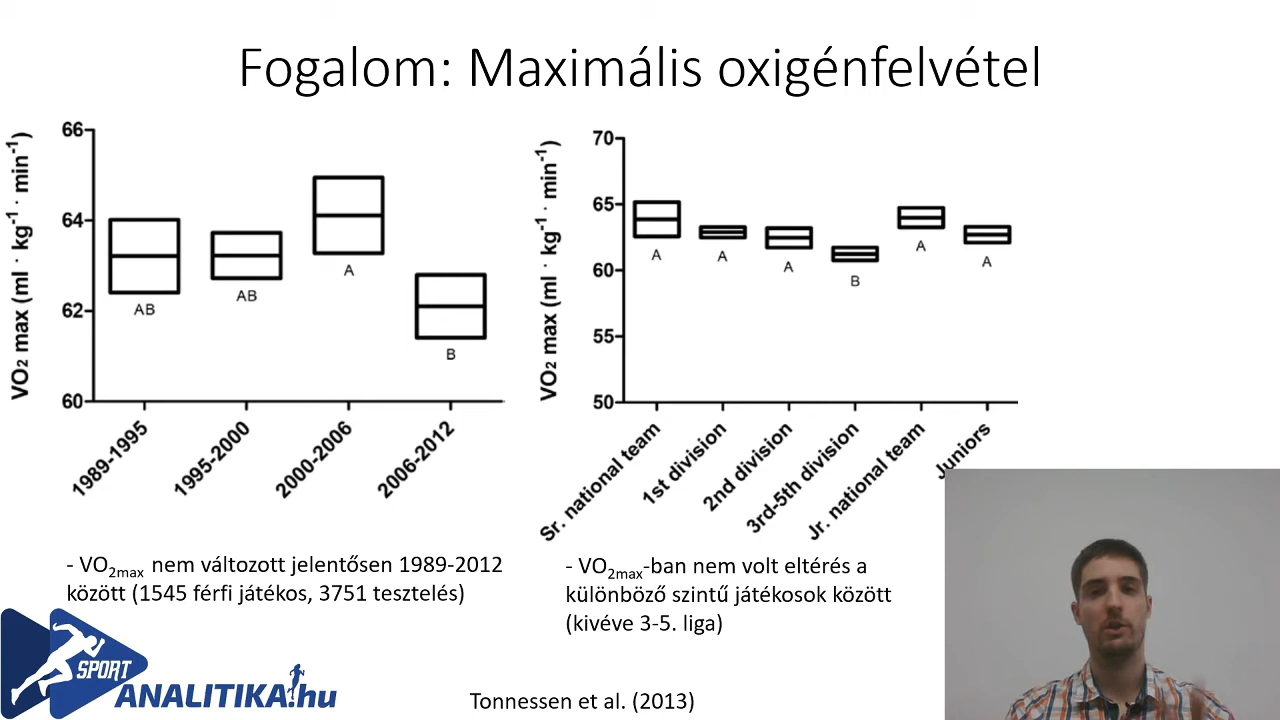 Fogalom: Maximális oxigénfelvétel
VO2 max (ml · kg-1 · min-1)
66
64
62
60
AB
AB
A
B
1989-1995
1995-2000
2000-2006
2006-2012
VO2 max (ml · kg-1 · min-1)
70
65
60
55
50
A
A
A
B
A
A
Sr. national team
1st division
2nd division
3rd-5th division
Jr. national team
Juniors
- VO2max nem változott jelentősen 1989-2012
között (1545 férfi játékos, 3751 tesztelés)
- VO2max-ban nem volt eltérés a
különböző szintű játékosok között
(kivéve 3-5. liga)
SPORT
ANALITIKA.hu
Tonnessen et al. (2013)